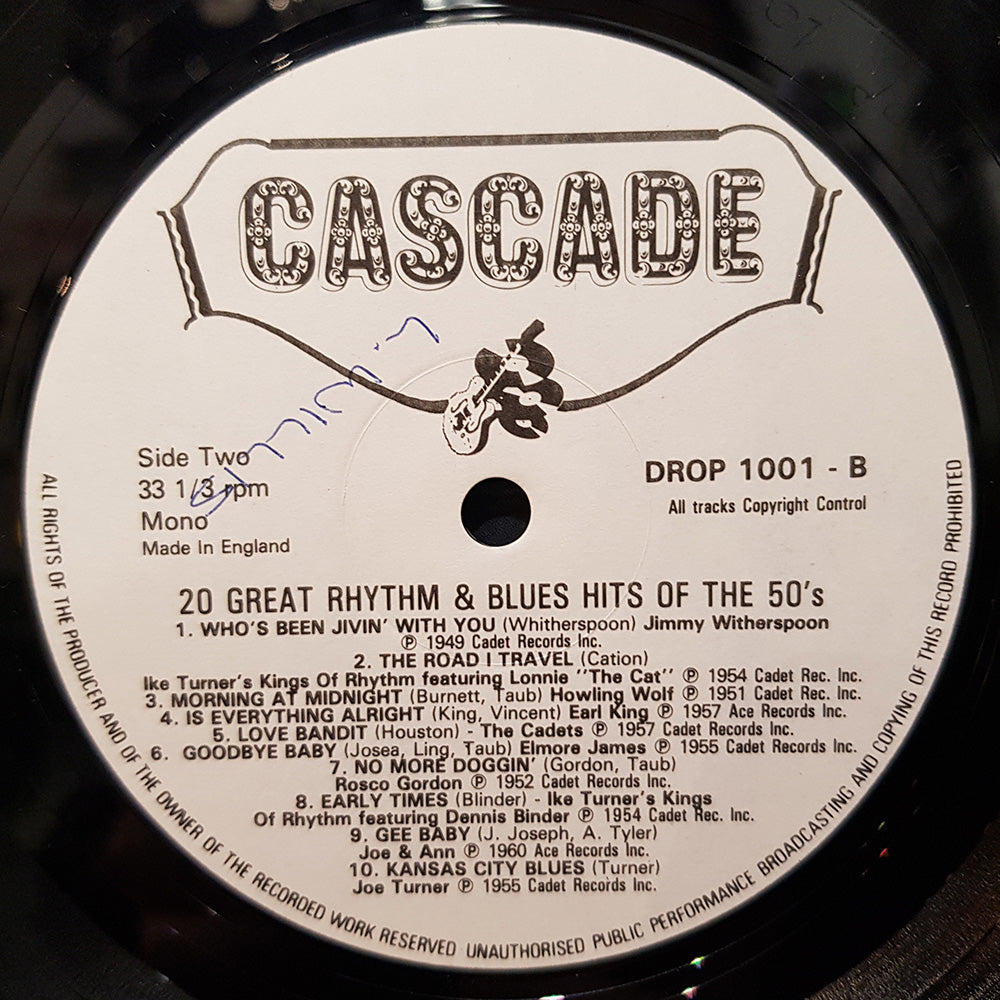 CASCADE
Side Two
33 1/3 rpm
Mono
Made In England
DROP 1001 - B
All tracks Copyright Control
20 GREAT RHYTHM & BLUES HITS OF THE 50's
1. WHO'S BEEN JIVIN' WITH YOU (Whitherspoon) Jimmy Witherspoon
℗ 1949 Cadet Records Inc.
2. THE ROAD I TRAVEL (Cation)
Ike Turner's Kings Of Rhythm featuring Lonnie "The Cat" ℗ 1954 Cadet Rec. Inc.
3. MORNING AT MIDNIGHT (Burnett, Taub) Howling Wolf ℗ 1951 Cadet Rec. Inc.
4. IS EVERYTHING ALRIGHT (King, Vincent) Earl King ℗ 1957 Ace Records Inc.
5. LOVE BANDIT (Houston) - The Cadets ℗ 1957 Cadet Records Inc.
6. GOODBYE BABY (Josea, Ling, Taub) Elmore James ℗ 1955 Cadet Records Inc.
7. NO MORE DOGGIN' (Gordon, Taub)
Rosco Gordon ℗ 1952 Cadet Records Inc.
8. EARLY TIMES (Blinder) - Ike Turner's Kings
Of Rhythm featuring Dennis Binder ℗ 1954 Cadet Rec. Inc.
9. GEE BABY (J. Joseph, A. Tyler)
Joe & Ann ℗ 1960 Ace Records Inc.
10. KANSAS CITY BLUES (Turner)
Joe Turner ℗ 1955 Cadet Records Inc.
ALL RIGHTS OF THE PRODUCER AND OF THE OWNER OF THE RECORDED WORK RESERVED UNAUTHORISED PUBLIC PERFORMANCE BROADCASTING AND COPYING OF THIS RECORD PROHIBITED